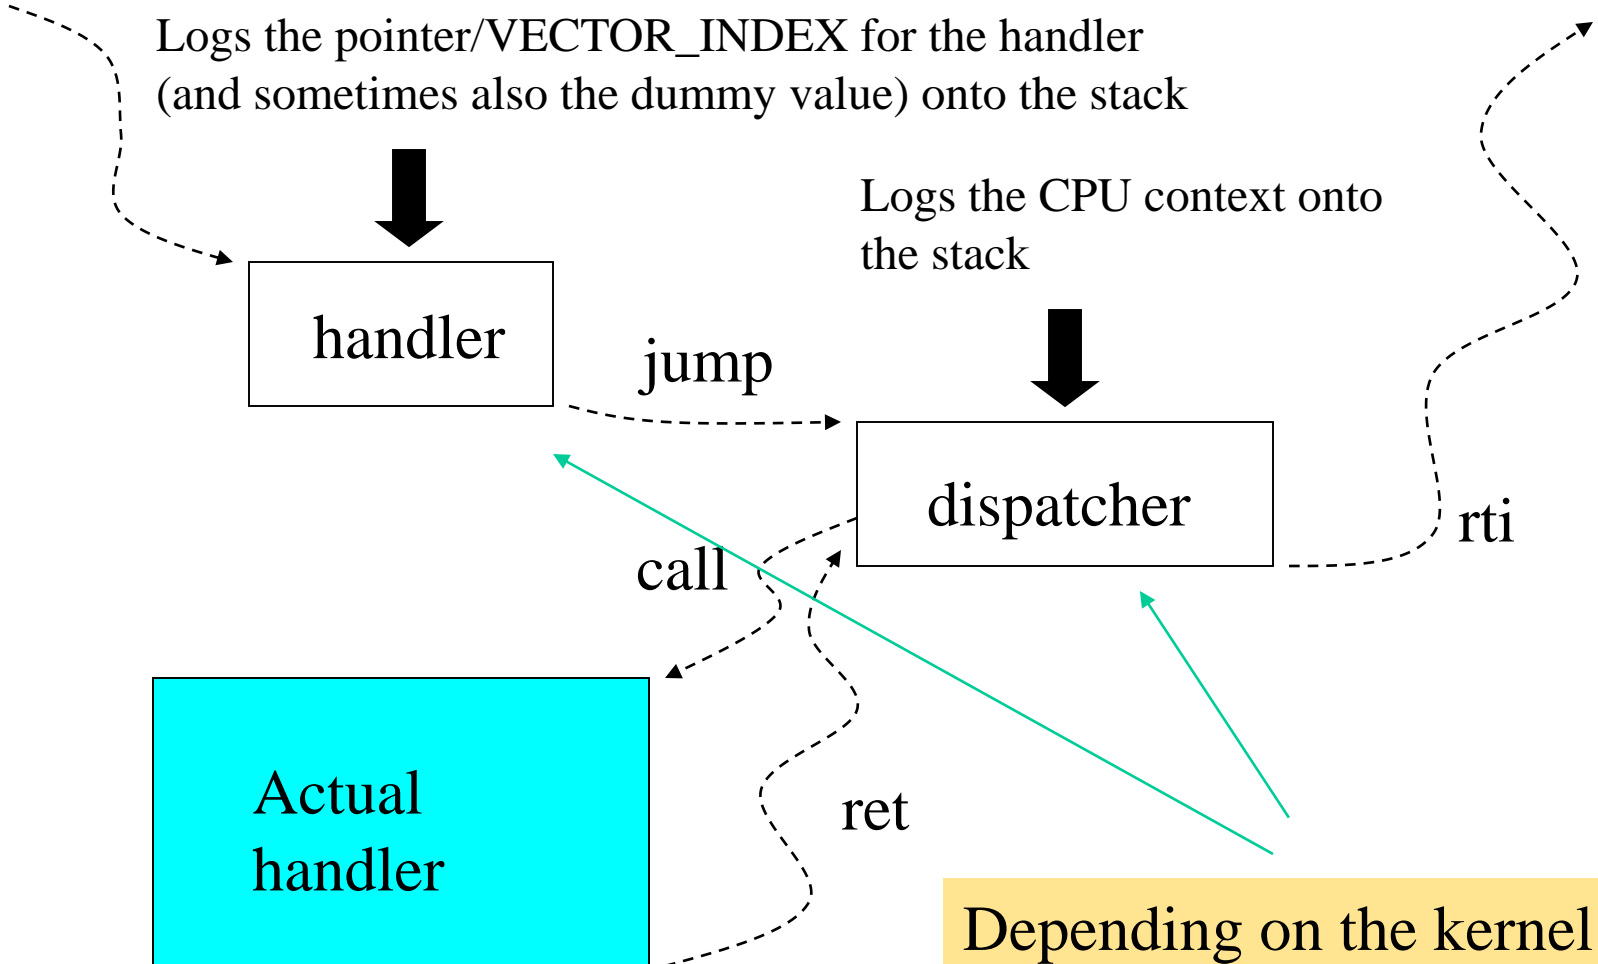 Logs the pointer/VECTOR_INDEX for the handler
(and sometimes also the dummy value) onto the stack
Logs the CPU context onto
the stack
handler
jump
dispatcher
rti
call
Actual
handler
ret
Depending on the kernel